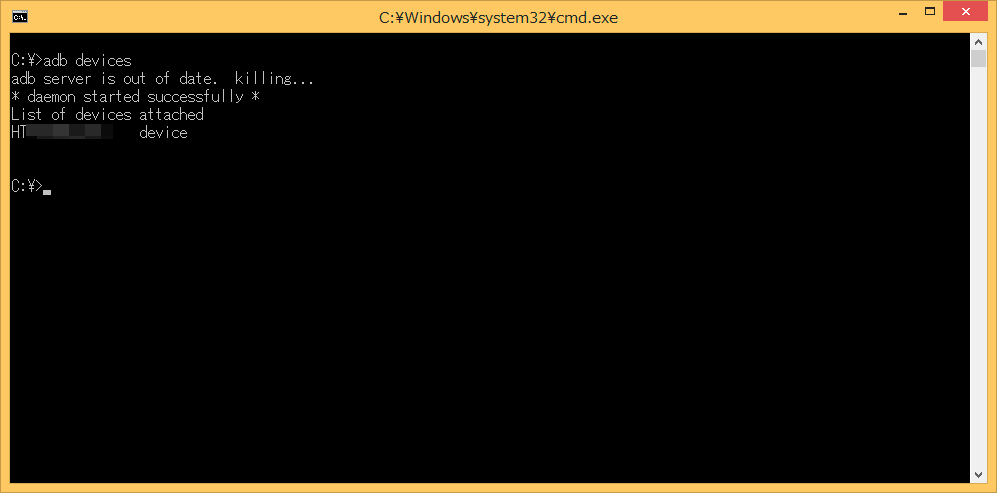 C:¥Windows¥system32¥cmd.exe
C:¥>adb devices
adb server is out of date.  killing...
* daemon started successfully *
List of devices attached
HT device
C:¥>